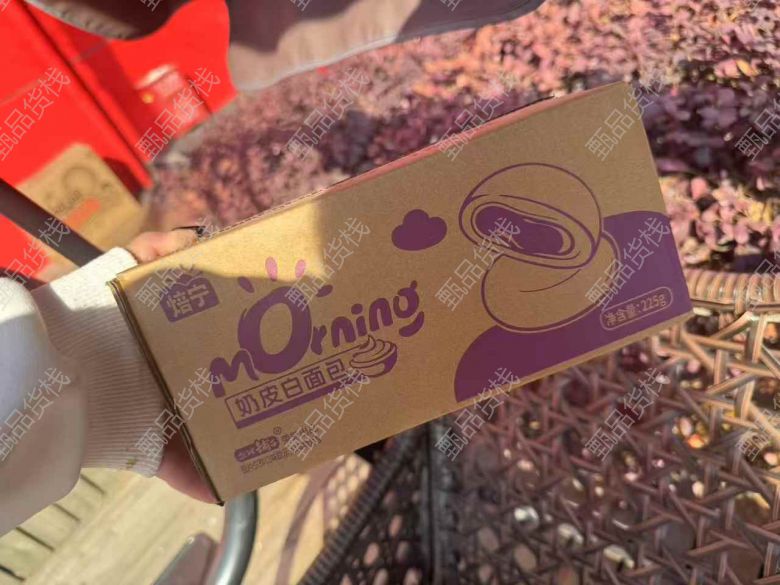 焙宁
Morning
奶皮白面包
净含量:225g
甄品货栈